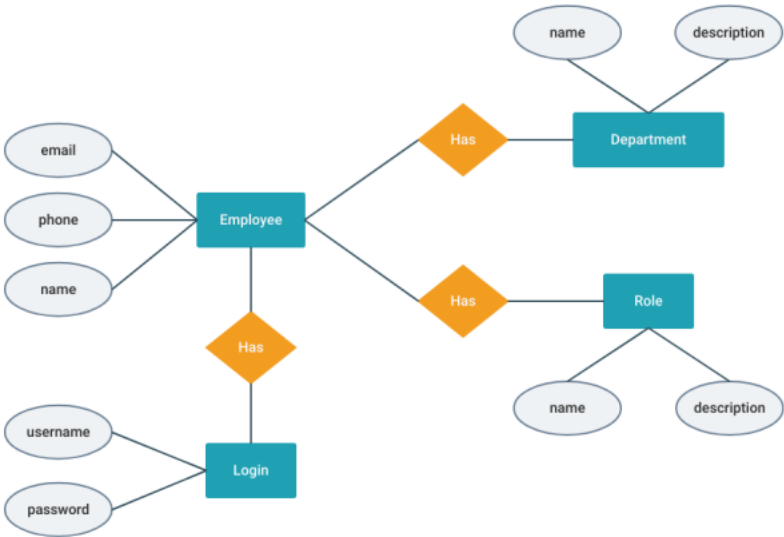 name
description
Has
Department
email
phone
Employee
name
Has
Role
Has
name
description
username
Login
password